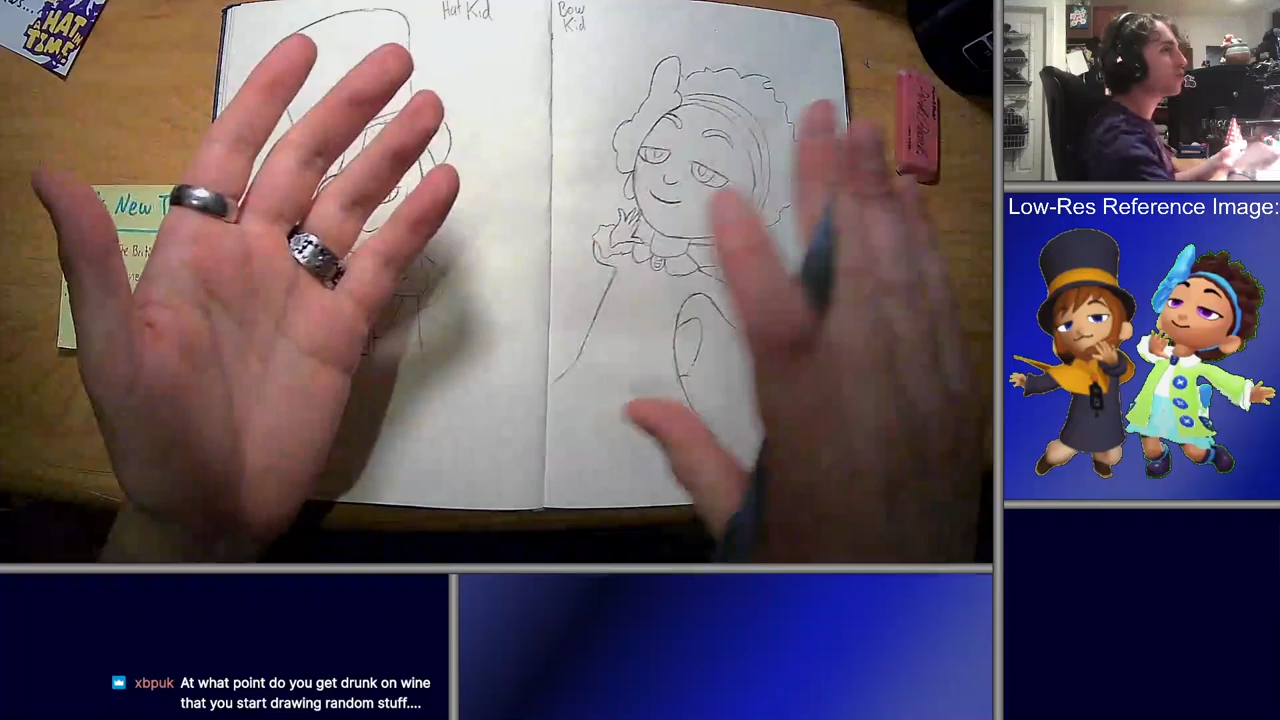 HAT
IN
TIME
Hat Kid
Bow
Kid
New
Low-Res Reference Image:
xbpuk At what point do you get drunk on wine
that you start drawing random stuff....